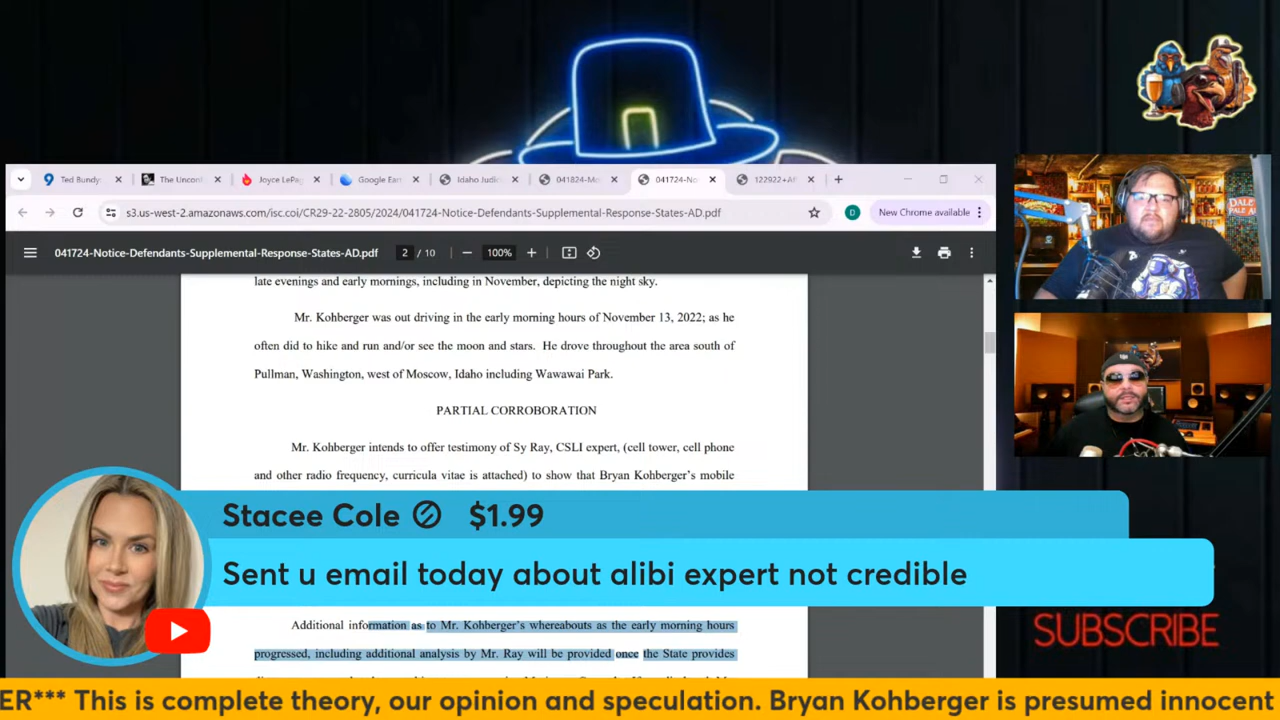 Ted Bundy
The Uncon
Joyce LePa
Google Ear
Idaho Judi
041824-Mo
041724-No
122922+A
s3.us-west-2.amazonaws.com/isc.coi/CR29-22-2805/2024/041724-Notice-Defendants-Supplemental-Response-States-AD.pdf
D
New Chrome available
041724-Notice-Defendants-Supplemental-Response-States-AD.pdf
2 / 10
100%
late evenings and early mornings, including in November, depicting the night sky.
Mr. Kohberger was out driving in the early morning hours of November 13, 2022; as he
often did to hike and run and/or see the moon and stars. He drove throughout the area south of
Pullman, Washington, west of Moscow, Idaho including Wawawai Park.
PARTIAL CORROBORATION
Mr. Kohberger intends to offer testimony of Sy Ray, CSLI expert, (cell tower, cell phone
and other radio frequency, curricula vitae is attached) to show that Bryan Kohberger's mobile
Stacee Cole $1.99
Sent u email today about alibi expert not credible
Additional information as to Mr. Kohberger's whereabouts as the early morning hours
progressed, including additional analysis by Mr. Ray will be provided once the State provides
DALE'S
PALE A
SUBSCRIBE
ER*** This is complete theory, our opinion and speculation. Bryan Kohberger is presumed innocent